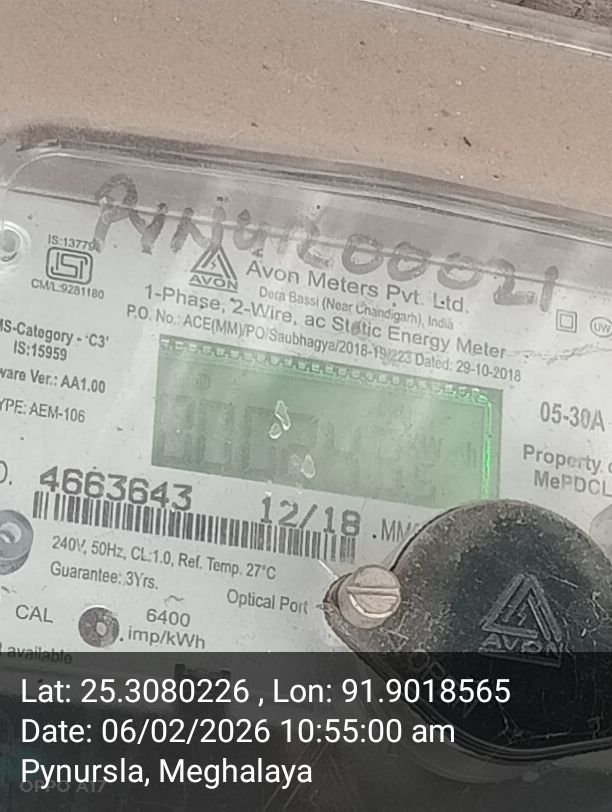 IS:13779
CM/L:9281180
AVON
Avon Meters Pvt. Ltd.
Dera Bassi (Near Chandigarh), India
1-Phase, 2-Wire, ac Static Energy Meter
P.O. No.: ACE(MM)/PO/Saubhagya/2018-19/223 Dated: 29-10-2018
MS-Category - 'C3'
IS:15959
ware Ver.: AA1.00
YPE: AEM-106
05-30A
Property
MePDCL
4663643 12/18
240V, 50Hz, CL:1.0, Ref. Temp. 27°C
Guarantee: 3Yrs.
Optical Port
CAL
6400
imp/kWh
available
AVON
Lat: 25.3080226 , Lon: 91.9018565
Date: 06/02/2026 10:55:00 am
Pynursla, Meghalaya